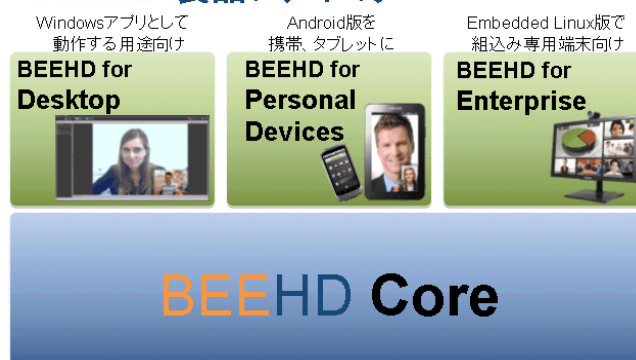 Windowsアプリとして
動作する用途向け
Android版を
携帯、タブレットに
Embedded Linux版で
組込み専用端末向け
BEEHD for
Desktop
BEEHD for
Personal
Devices
BEEHD for
Enterprise
BEEHD Core